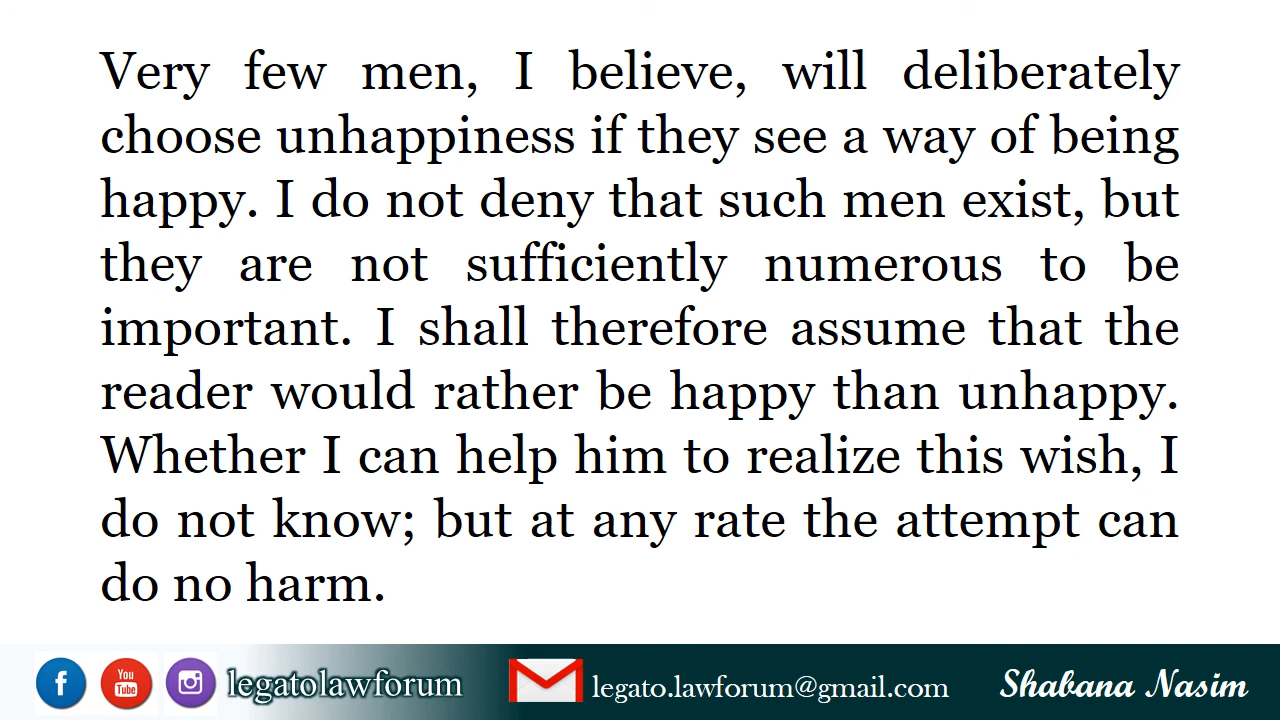 Very few men, I believe, will deliberately
choose unhappiness if they see a way of being
happy. I do not deny that such men exist, but
they are not sufficiently numerous to be
important. I shall therefore assume that the
reader would rather be happy than unhappy.
Whether I can help him to realize this wish, I
do not know; but at any rate the attempt can
do no harm.
f You Tube legatolawforum legato.lawforum@gmail.com Shabana Nasim